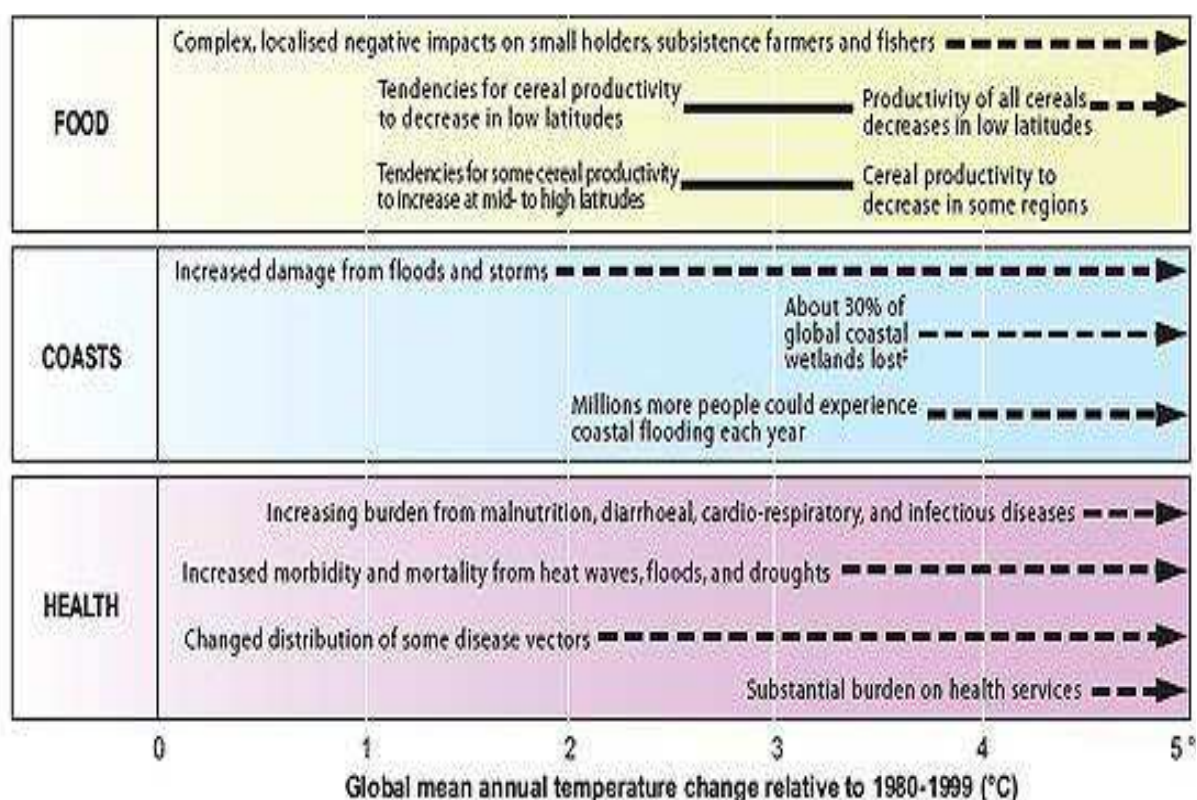 FOOD
Complex, localised negative impacts on small holders, subsistence farmers and fishers
Tendencies for cereal productivity
to decrease in low latitudes
Productivity of all cereals
decreases in low latitudes
Tendencies for some cereal productivity
to increase at mid- to high latitudes
Cereal productivity to
decrease in some regions
COASTS
Increased damage from floods and storms
About 30% of
global coastal
wetlands lost‡
Millions more people could experience
coastal flooding each year
HEALTH
Increasing burden from malnutrition, diarrhoeal, cardio-respiratory, and infectious diseases
Increased morbidity and mortality from heat waves, floods, and droughts
Changed distribution of some disease vectors
Substantial burden on health services
0 1 2 3 4 5 °
Global mean annual temperature change relative to 1980-1999 (°C)